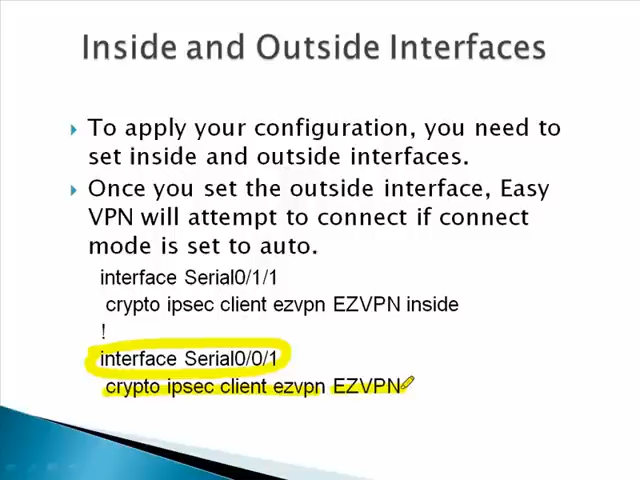 Inside and Outside Interfaces
To apply your configuration, you need to
set inside and outside interfaces.
Once you set the outside interface, Easy
VPN will attempt to connect if connect
mode is set to auto.
interface Serial0/1/1
crypto ipsec client ezvpn EZVPN inside
!
interface Serial0/0/1
crypto ipsec client ezvpn EZVPN